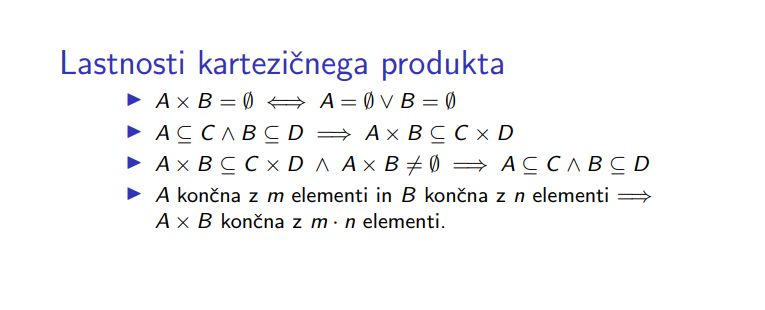 Lastnosti kartezičnega produkta
▶ A × B = ∅ ⟺ A = ∅ ∨ B = ∅
▶ A ⊆ C ∧ B ⊆ D ⟹ A × B ⊆ C × D
▶ A × B ⊆ C × D ∧ A × B ≠ ∅ ⟹ A ⊆ C ∧ B ⊆ D
▶ A končna z m elementi in B končna z n elementi ⟹
A × B končna z m · n elementi.